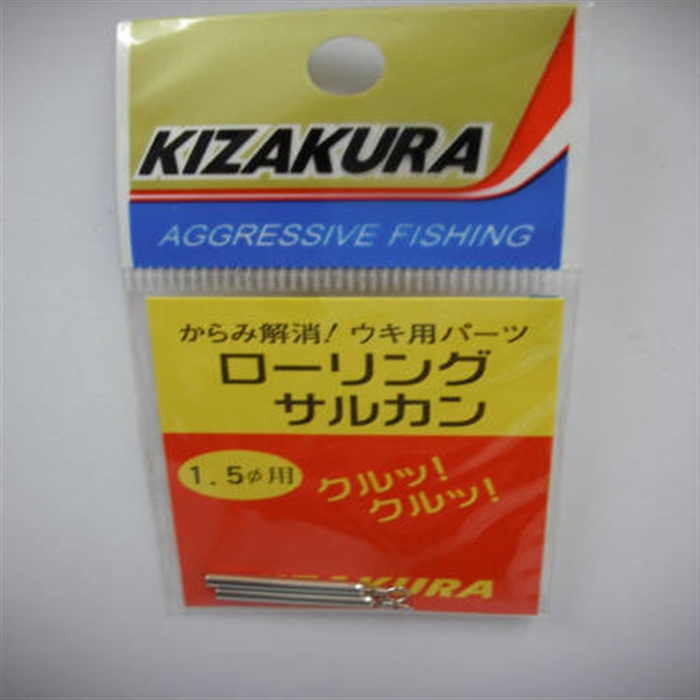 KIZAKURA
AGGRESSIVE FISHING
からみ解消！ウキ用パーツ
ローリング
サルカン
1.5φ用
クルッ！
クルッ！
KIZAKURA